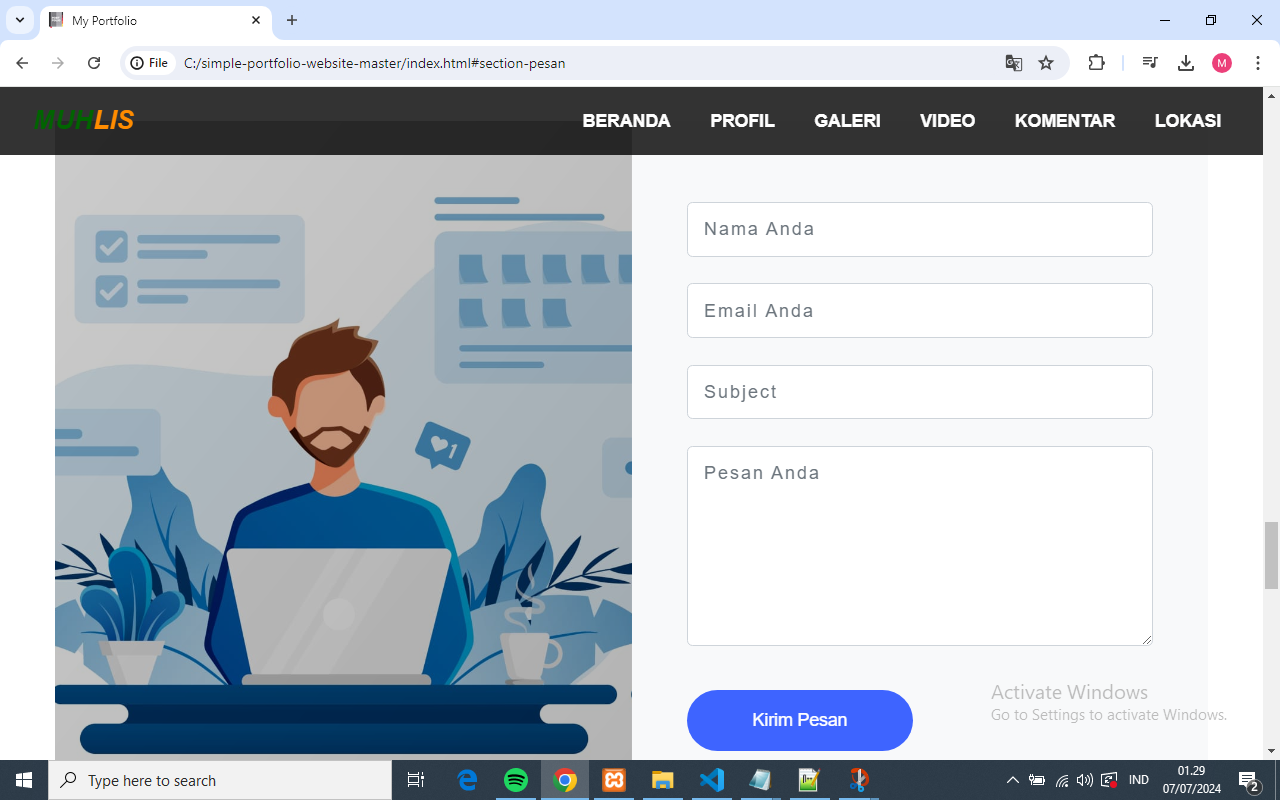 My Portfolio
File
C:/simple-portfolio-website-master/index.html#section-pesan
M
MUHLIS
BERANDA
PROFIL
GALERI
VIDEO
KOMENTAR
LOKASI
1
Nama Anda
Email Anda
Subject
Pesan Anda
Kirim Pesan
Activate Windows
Go to Settings to activate Windows.
Type here to search
IND
01.29
07/07/2024
2